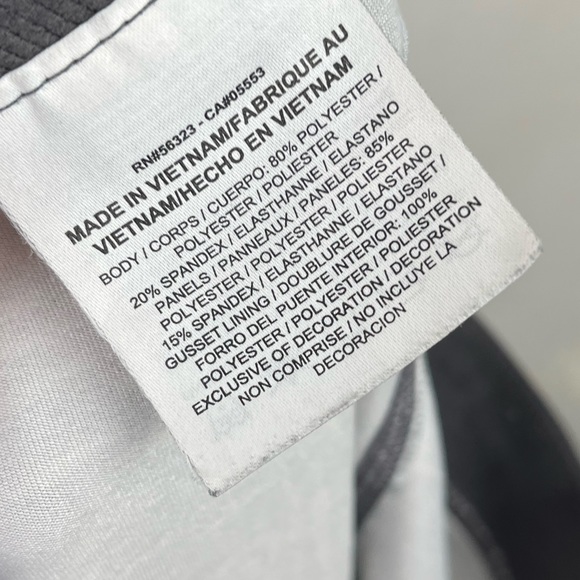 RN#56323 - CA#05553
MADE IN VIETNAM/FABRIQUE AU
VIETNAM/HECHO EN VIETNAM
BODY / CORPS / CUERPO: 80% POLYESTER /
POLYESTER / POLIESTER
20% SPANDEX / ELASTHANNE / ELASTANO
PANELS / PANNEAUX / PANELES: 85%
POLYESTER / POLYESTER / POLIESTER
15% SPANDEX / ELASTHANNE / ELASTANO
GUSSET LINING / DOUBLURE DE GOUSSET /
FORRO DEL PUENTE INTERIOR: 100%
POLYESTER / POLYESTER / POLIESTER
EXCLUSIVE OF DECORATION / DECORATION
NON COMPRISE / NO INCLUYE LA
DECORACION